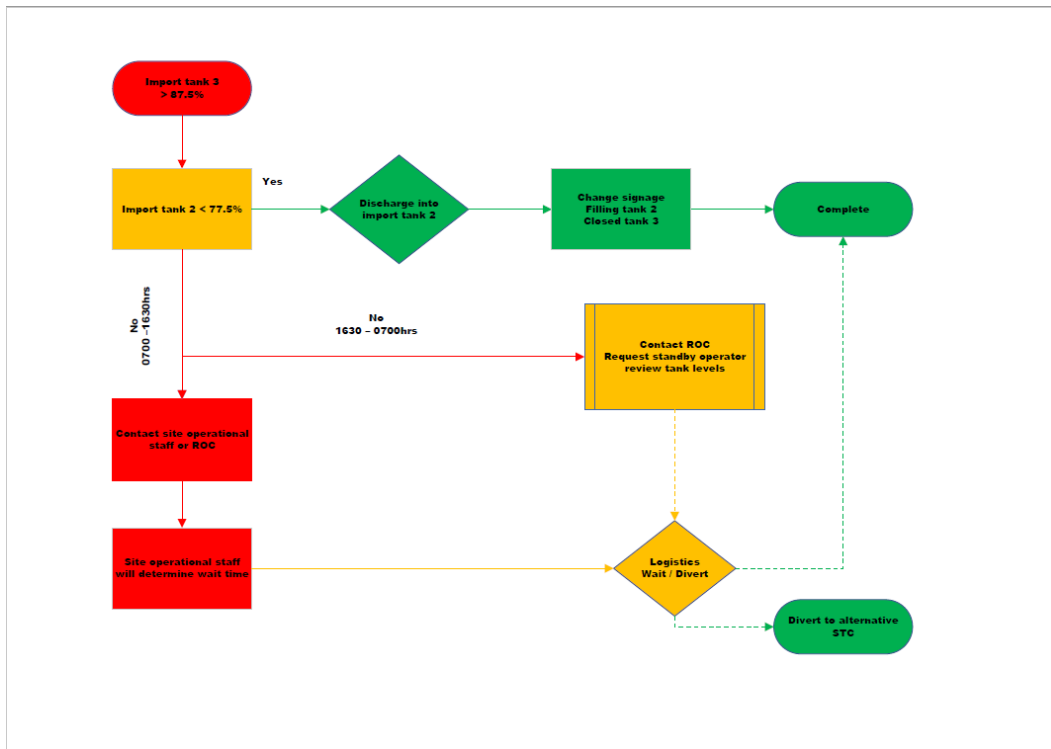 Import tank 3
> 87.5%
Import tank 2 < 77.5%
Yes
Discharge into
import tank 2
Change signage
Filling tank 2
Closed tank 3
Complete
No
0700 –1630hrs
No
1630 – 0700hrs
Contact ROC
Request standby operator
review tank levels
Contact site operational
staff or ROC
Site operational staff
will determine wait time
Logistics
Wait / Divert
Divert to alternative
STC